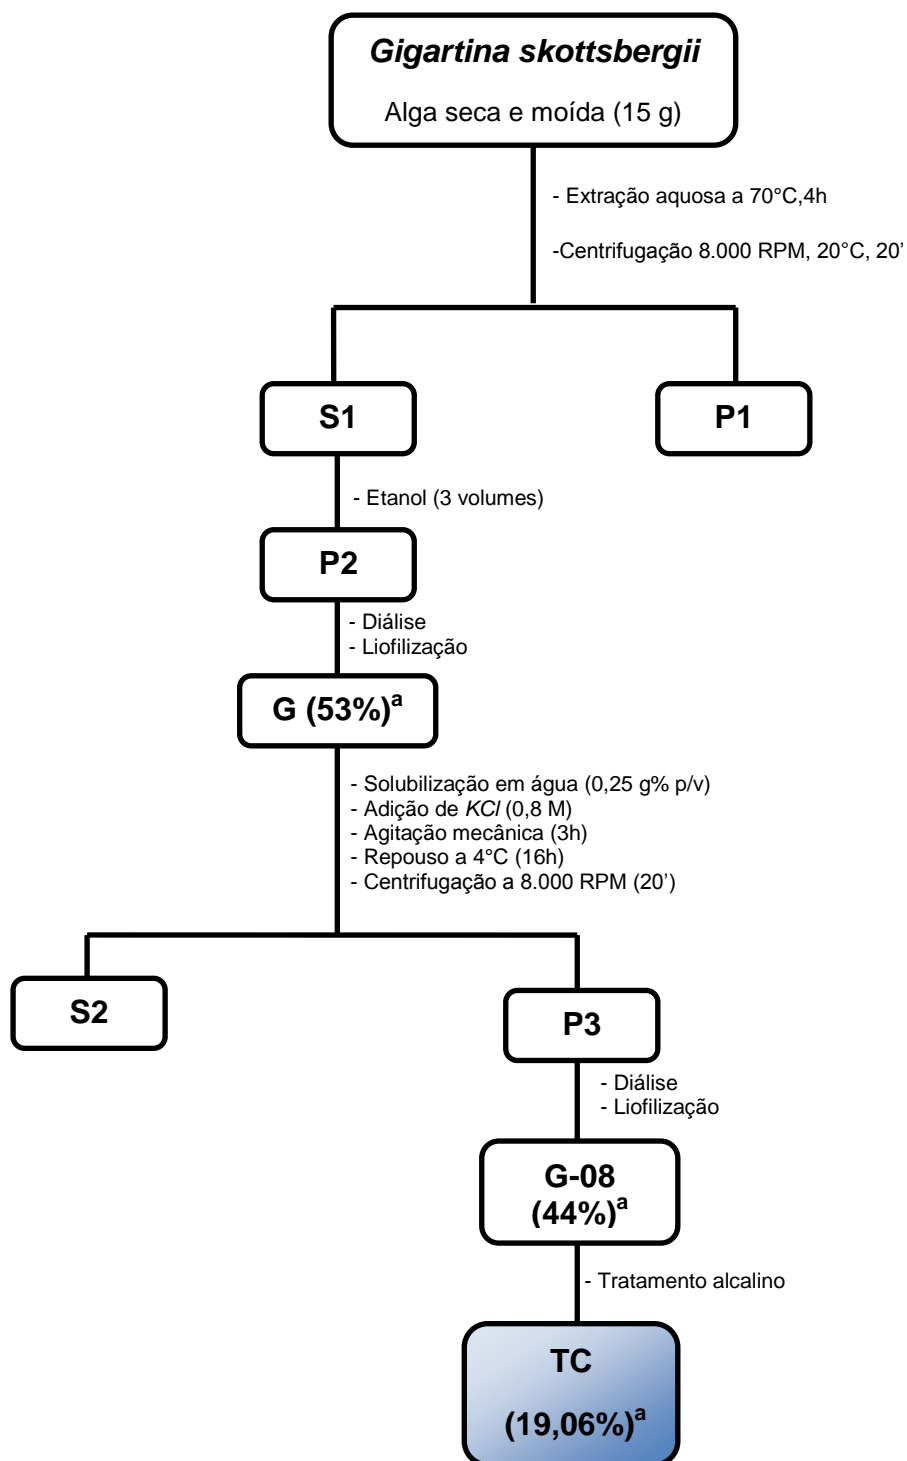 Gigartina skottsbergii
Alga seca e moída (15 g)
- Extração aquosa a 70°C,4h
-Centrifugação 8.000 RPM, 20°C, 20’
S1
P1
- Etanol (3 volumes)
P2
- Diálise
- Liofilização
G (53%)a
- Solubilização em água (0,25 g% p/v)
- Adição de KCl (0,8 M)
- Agitação mecânica (3h)
- Repouso a 4°C (16h)
- Centrifugação a 8.000 RPM (20’)
S2
P3
- Diálise
- Liofilização
G-08
(44%)a
- Tratamento alcalino
TC
(19,06%)a